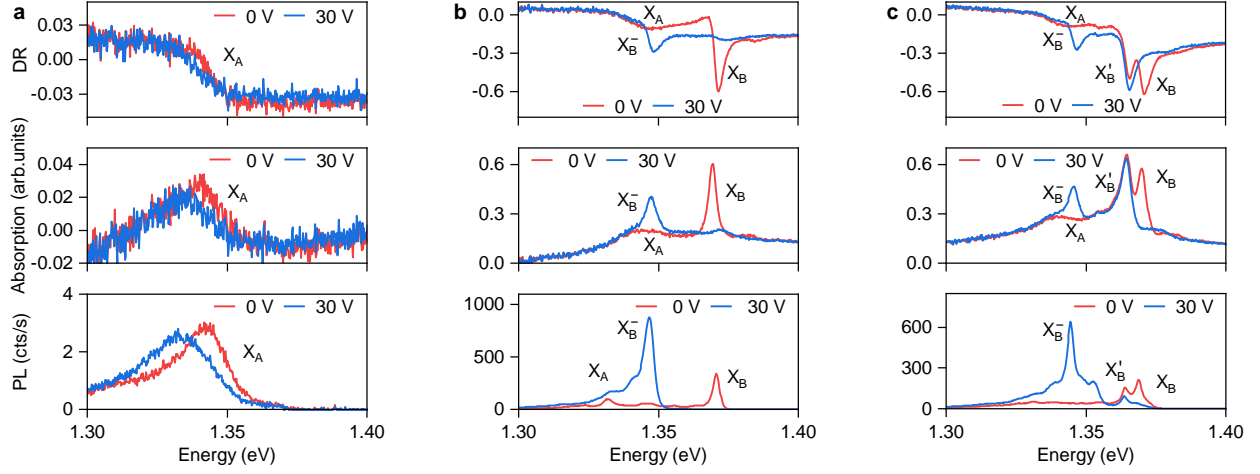 a
DR
0.03
0.00
-0.03
0 V 30 V
X_A
Absorption (arb.units)
0.04
0.02
0.00
-0.02
0 V 30 V
X_A
PL (cts/s)
4
2
0
0 V 30 V
X_A
1.30 1.35 1.40
Energy (eV)
b
0.0
-0.3
-0.6
X_A
X_B^−
X_B
0 V 30 V
0.6
0.3
0.0
0 V 30 V
X_B^−
X_A
X_B
1000
500
0
0 V 30 V
X_B^−
X_A
X_B
1.30 1.35 1.40
Energy (eV)
c
0.0
-0.3
-0.6
X_A
X_B^−
X_B'
X_B
0 V 30 V
0.6
0.3
0.0
0 V 30 V
X_B^−
X_B'
X_B
X_A
600
300
0
0 V 30 V
X_B^−
X_B'
X_B
1.30 1.35 1.40
Energy (eV)